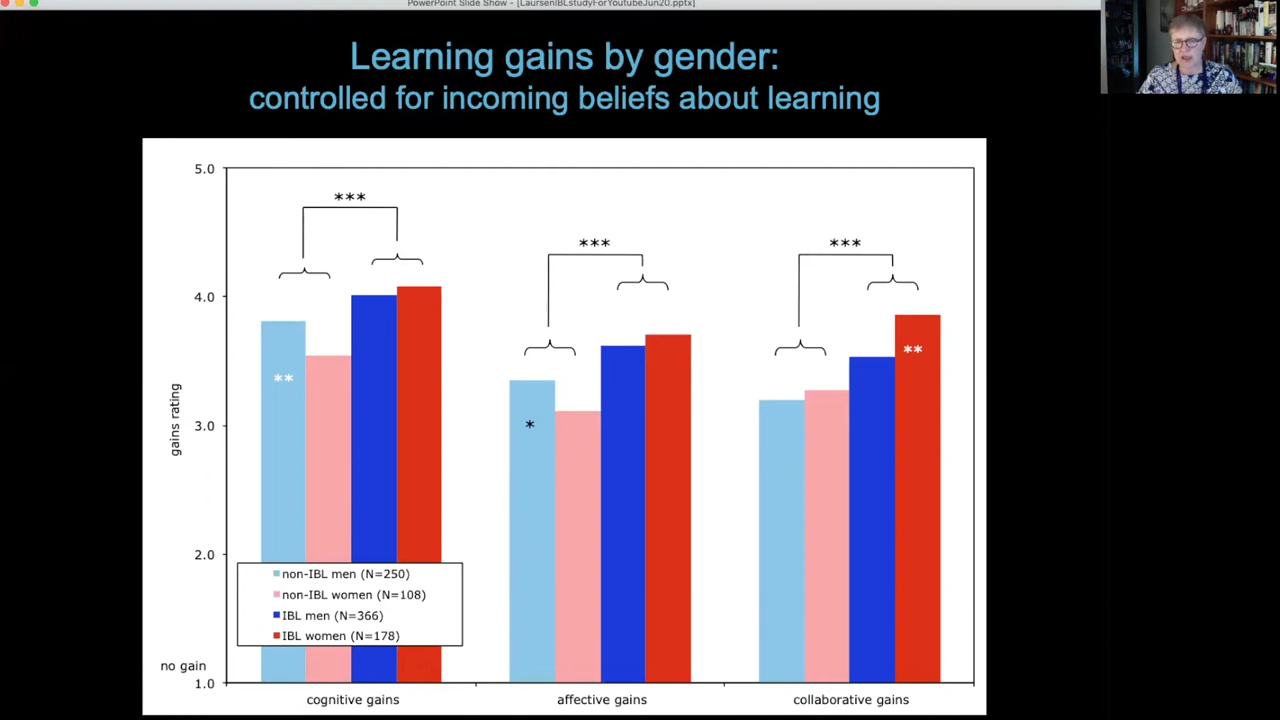 PowerPoint Slide Show - [LaursenIBLstudyForYoutubeJun20.pptx]
Learning gains by gender:
controlled for incoming beliefs about learning
5.0
4.0
3.0
2.0
no gain
1.0
gains rating
***
***
***
**
*
**
non-IBL men (N=250)
non-IBL women (N=108)
IBL men (N=366)
IBL women (N=178)
cognitive gains
affective gains
collaborative gains